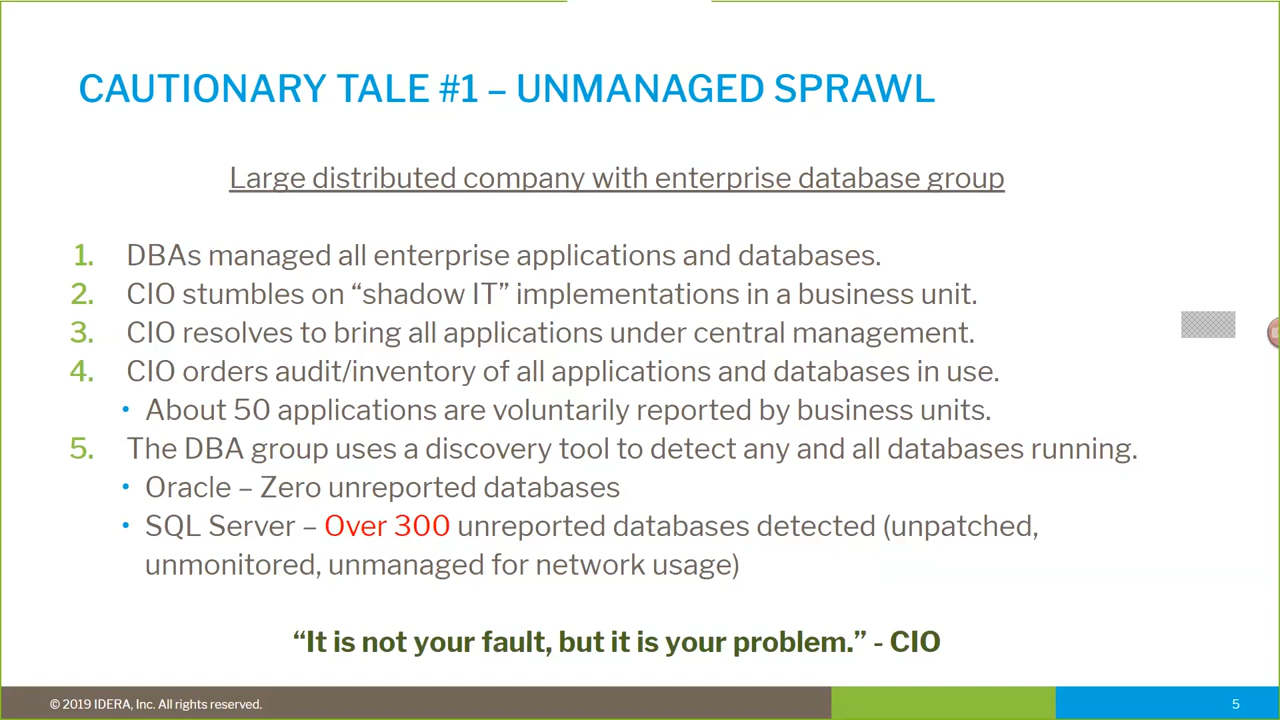 CAUTIONARY TALE #1 – UNMANAGED SPRAWL
Large distributed company with enterprise database group
1. DBAs managed all enterprise applications and databases.
2. CIO stumbles on “shadow IT” implementations in a business unit.
3. CIO resolves to bring all applications under central management.
4. CIO orders audit/inventory of all applications and databases in use.
• About 50 applications are voluntarily reported by business units.
5. The DBA group uses a discovery tool to detect any and all databases running.
• Oracle – Zero unreported databases
• SQL Server – Over 300 unreported databases detected (unpatched,
unmonitored, unmanaged for network usage)
“It is not your fault, but it is your problem.” - CIO
© 2019 IDERA, Inc. All rights reserved.
5